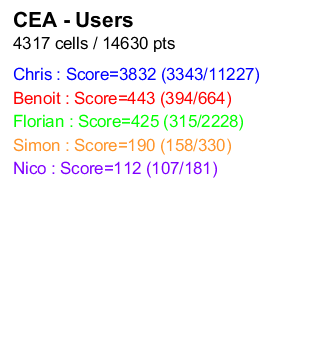 CEA - Users
4317 cells / 14630 pts
Chris : Score=3832 (3343/11227)
Benoit : Score=443 (394/664)
Florian : Score=425 (315/2228)
Simon : Score=190 (158/330)
Nico : Score=112 (107/181)